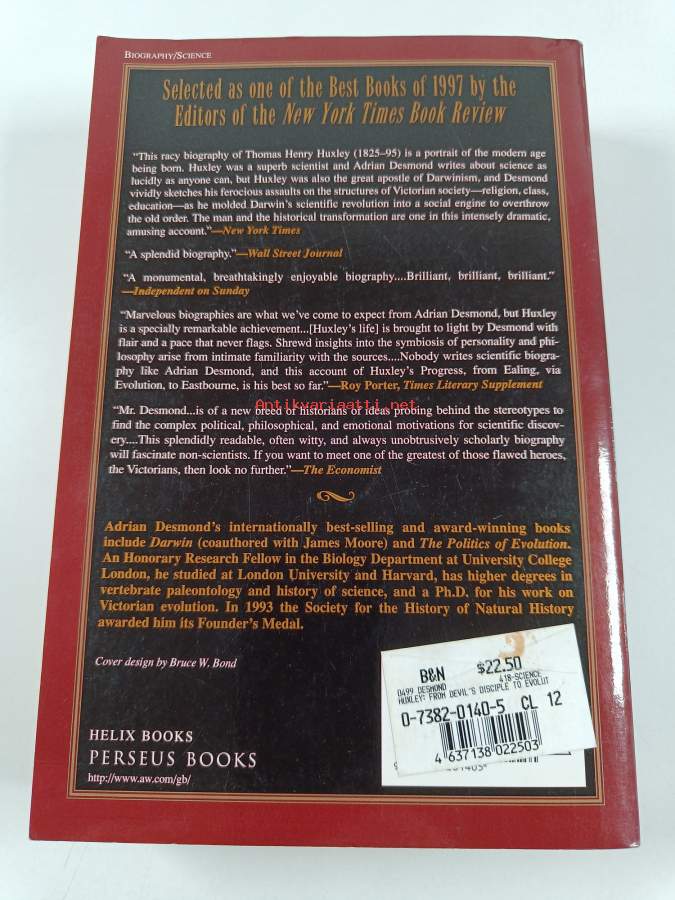 BIOGRAPHY/SCIENCE
Selected as one of the Best Books of 1997 by the
Editors of the New York Times Book Review
"This racy biography of Thomas Henry Huxley (1825–95) is a portrait of the modern age
being born. Huxley was a superb scientist and Adrian Desmond writes about science as
lucidly as anyone can, but Huxley was also the great apostle of Darwinism, and Desmond
vividly sketches his ferocious assaults on the structures of Victorian society—religion, class,
education—as he molded Darwin's scientific revolution into a social engine to overthrow
the old order. The man and the historical transformation are one in this intensely dramatic,
amusing account."—New York Times
"A splendid biography."—Wall Street Journal
"A monumental, breathtakingly enjoyable biography....Brilliant, brilliant, brilliant."
—Independent on Sunday
"Marvelous biographies are what we've come to expect from Adrian Desmond, but Huxley
is a specially remarkable achievement...[Huxley's life] is brought to light by Desmond with
flair and a pace that never flags. Shrewd insights into the symbiosis of personality and phi-
losophy arise from intimate familiarity with the sources....Nobody writes scientific biogra-
phy like Adrian Desmond, and this account of Huxley's Progress, from Ealing, via
Evolution, to Eastbourne, is his best so far."—Roy Porter, Times Literary Supplement
Antikvariaatti.net
"Mr. Desmond...is of a new breed of historians of ideas probing behind the stereotypes to
find the complex political, philosophical, and emotional motivations for scientific discov-
ery....This splendidly readable, often witty, and always unobtrusively scholarly biography
will fascinate non-scientists. If you want to meet one of the greatest of those flawed heroes,
the Victorians, then look no further."—The Economist
Adrian Desmond's internationally best-selling and award-winning books
include Darwin (coauthored with James Moore) and The Politics of Evolution.
An Honorary Research Fellow in the Biology Department at University College
London, he studied at London University and Harvard, has higher degrees in
vertebrate paleontology and history of science, and a Ph.D. for his work on
Victorian evolution. In 1993 the Society for the History of Natural History
awarded him its Founder's Medal.
Cover design by Bruce W. Bond
B&N $22.50
0499 DESMOND 418-SCIENCE
HUXLEY: FROM DEVIL'S DISCIPLE TO EVOLUT
0-7382-0140-5 CL 12
4 637138 022503
HELIX BOOKS
PERSEUS BOOKS
http://www.aw.com/gb/